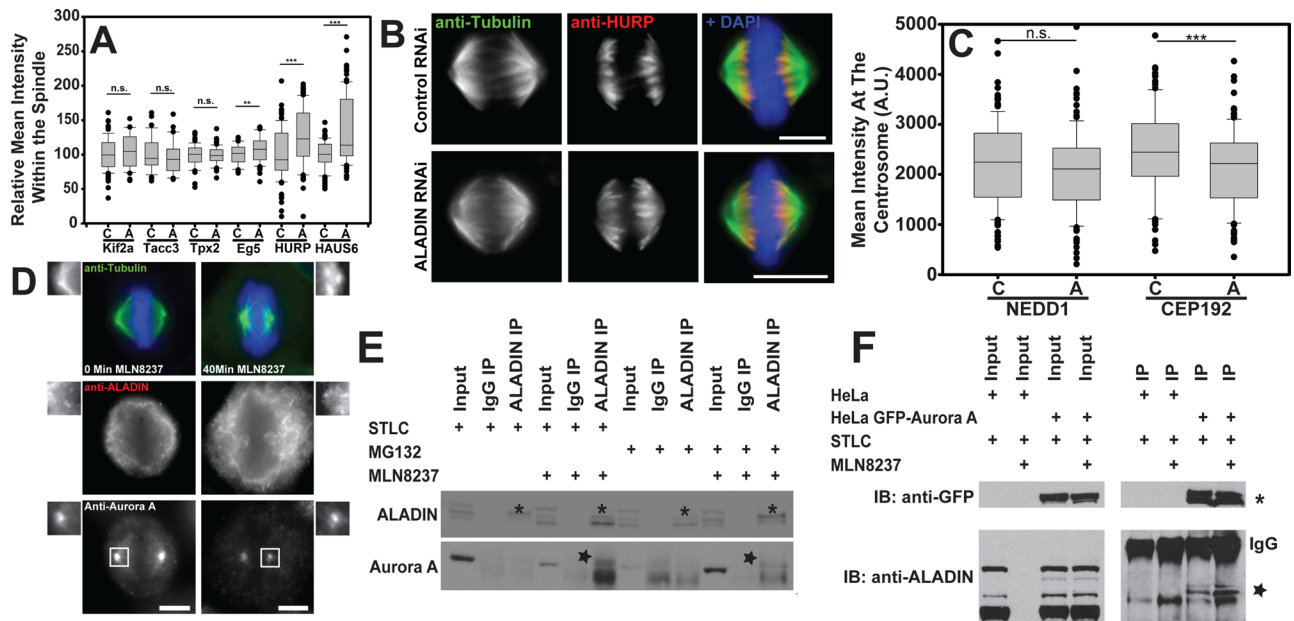 A
Relative Mean Intensity
Within the Spindle
300
250
200
150
100
50
0
n.s.
n.s.
n.s.
**
***
***
C A C A C A C A C A C A
Kif2a Tacc3 Tpx2 Eg5 HURP HAUS6
B
anti-Tubulin anti-HURP + DAPI
Control RNAi
ALADIN RNAi
C
Mean Intensity At The
Centrosome (A.U.)
5000
4000
3000
2000
1000
0
n.s.
***
C A C A
NEDD1 CEP192
D
anti-Tubulin
0 Min MLN8237 40Min MLN8237
anti-ALADIN
Anti-Aurora A
E
Input IgG IP ALADIN IP Input IgG IP ALADIN IP Input IgG IP ALADIN IP Input IgG IP ALADIN IP
STLC + + + + + +
MG132 + + + + + +
MLN8237 + + + + + +
ALADIN * * * *
Aurora A ★ ★
F
Input Input Input Input IP IP IP IP
HeLa + + + +
HeLa GFP-Aurora A + + + +
STLC + + + + + + + +
MLN8237 + + + +
IB: anti-GFP *
IgG
IB: anti-ALADIN ★